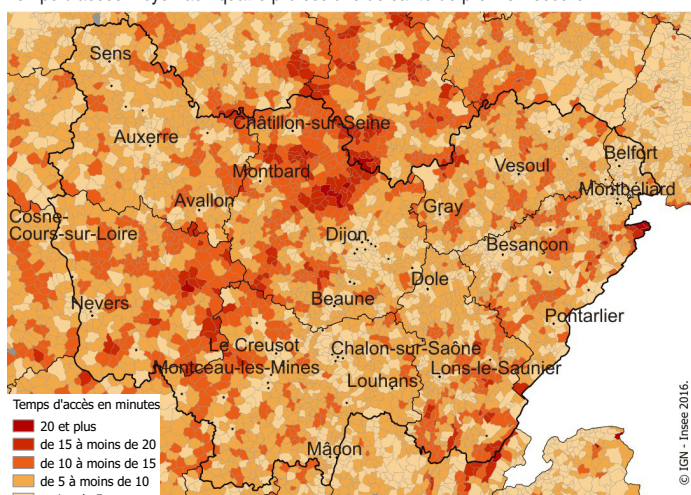 Sens
Châtillon-sur-Seine
Auxerre
Belfort
Vesoul
Montbard
Montbéliard
Avallon
Gray
Cosne-
Cours-sur-Loire
Dijon
Besançon
Dole
Nevers
Beaune
Pontarlier
Le Creusot
Chalon-sur-Saône
Montceau-les-Mines
Lons-le-Saunier
Louhans
Mâcon
Temps d'accès en minutes
20 et plus
de 15 à moins de 20
de 10 à moins de 15
de 5 à moins de 10
© IGN - Insee 2016.